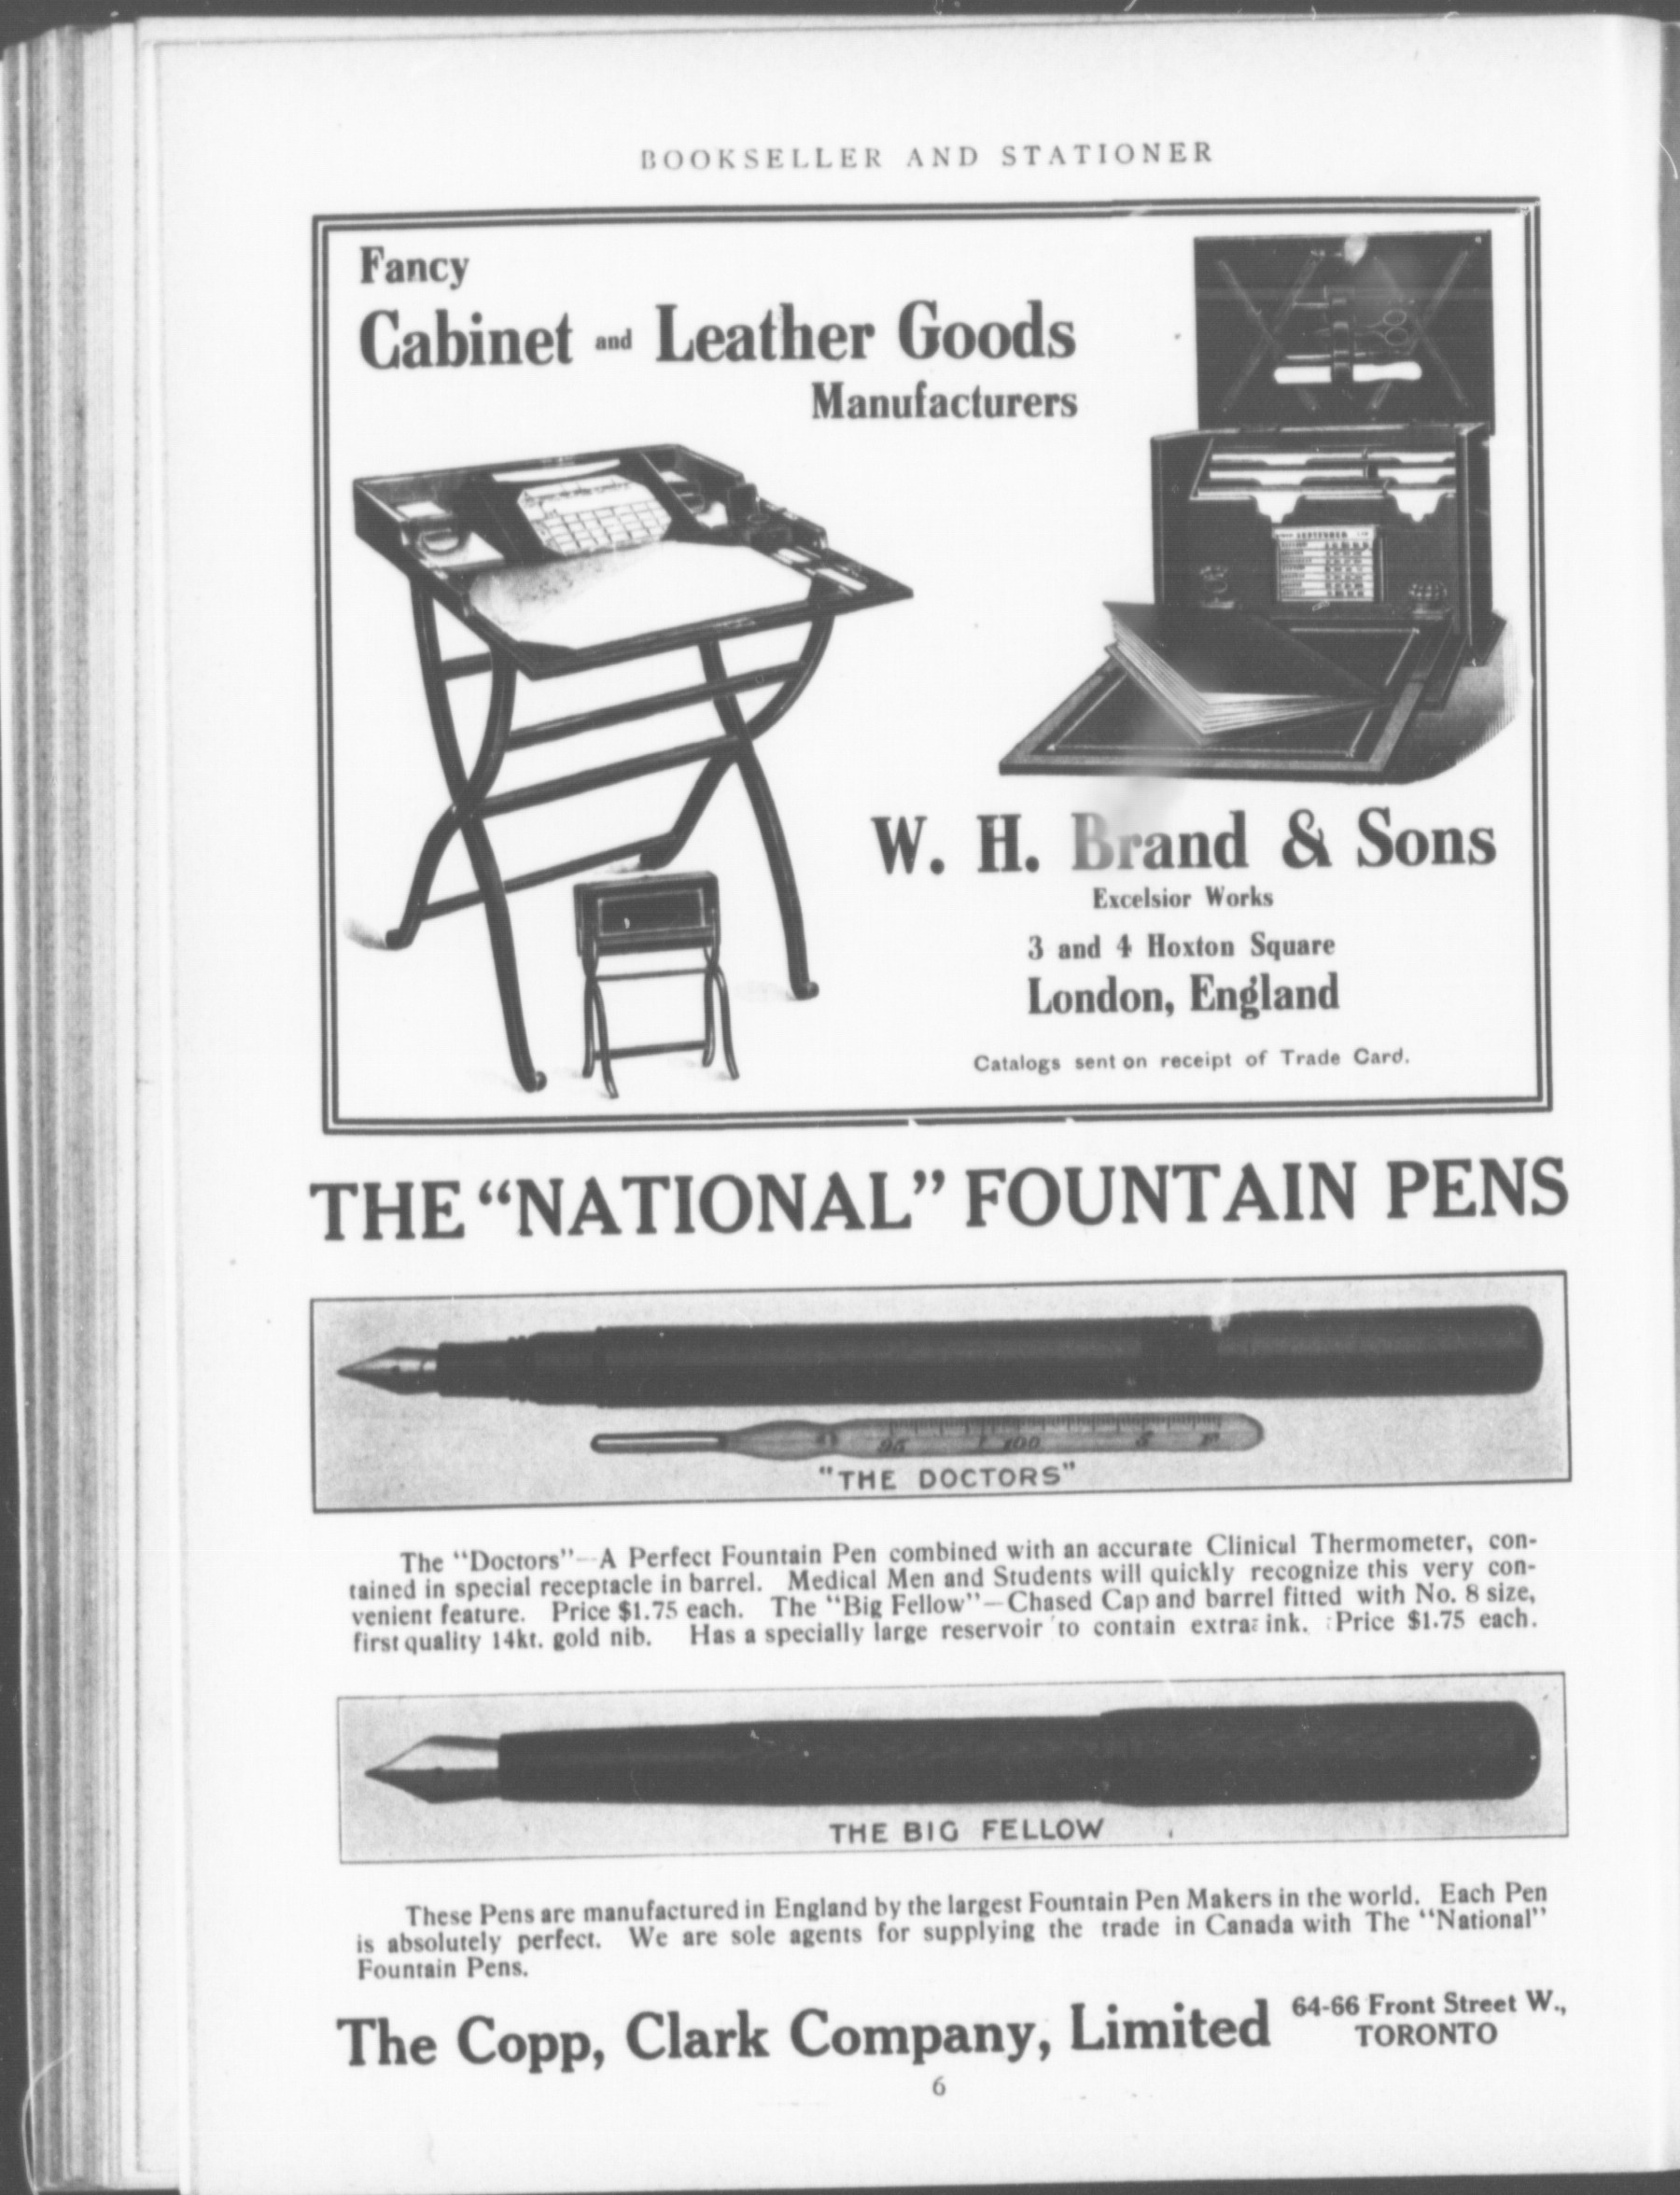 BOOKSELLER AND STATIONER
Fancy
Cabinet and Leather Goods
Manufacturers
SEPTEMBER
W. H. Brand & Sons
Excelsior Works
3 and 4 Hoxton Square
London, England
Catalogs sent on receipt of Trade Card.
THE "NATIONAL" FOUNTAIN PENS
95 100 5
"THE DOCTORS"
The "Doctors"—A Perfect Fountain Pen combined with an accurate Clinical Thermometer, con-
tained in special receptacle in barrel. Medical Men and Students will quickly recognize this very con-
venient feature. Price $1.75 each. The "Big Fellow"—Chased Cap and barrel fitted with No. 8 size,
first quality 14kt. gold nib. Has a specially large reservoir to contain extra ink. Price $1.75 each.
THE BIG FELLOW
These Pens are manufactured in England by the largest Fountain Pen Makers in the world. Each Pen
is absolutely perfect. We are sole agents for supplying the trade in Canada with The "National"
Fountain Pens.
The Copp, Clark Company, Limited
64-66 Front Street W.,
TORONTO
6